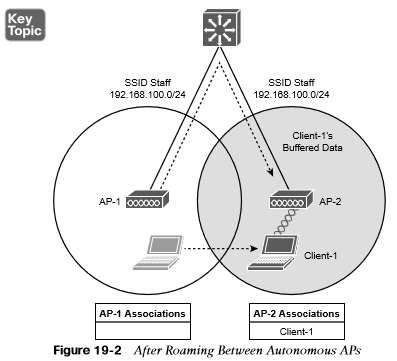 Key
Topic
SSID Staff
192.168.100.0/24
SSID Staff
192.168.100.0/24
Client-1's
Buffered Data
AP-1
AP-2
Client-1
AP-1 Associations
AP-2 Associations
Client-1
Figure 19-2 After Roaming Between Autonomous APs